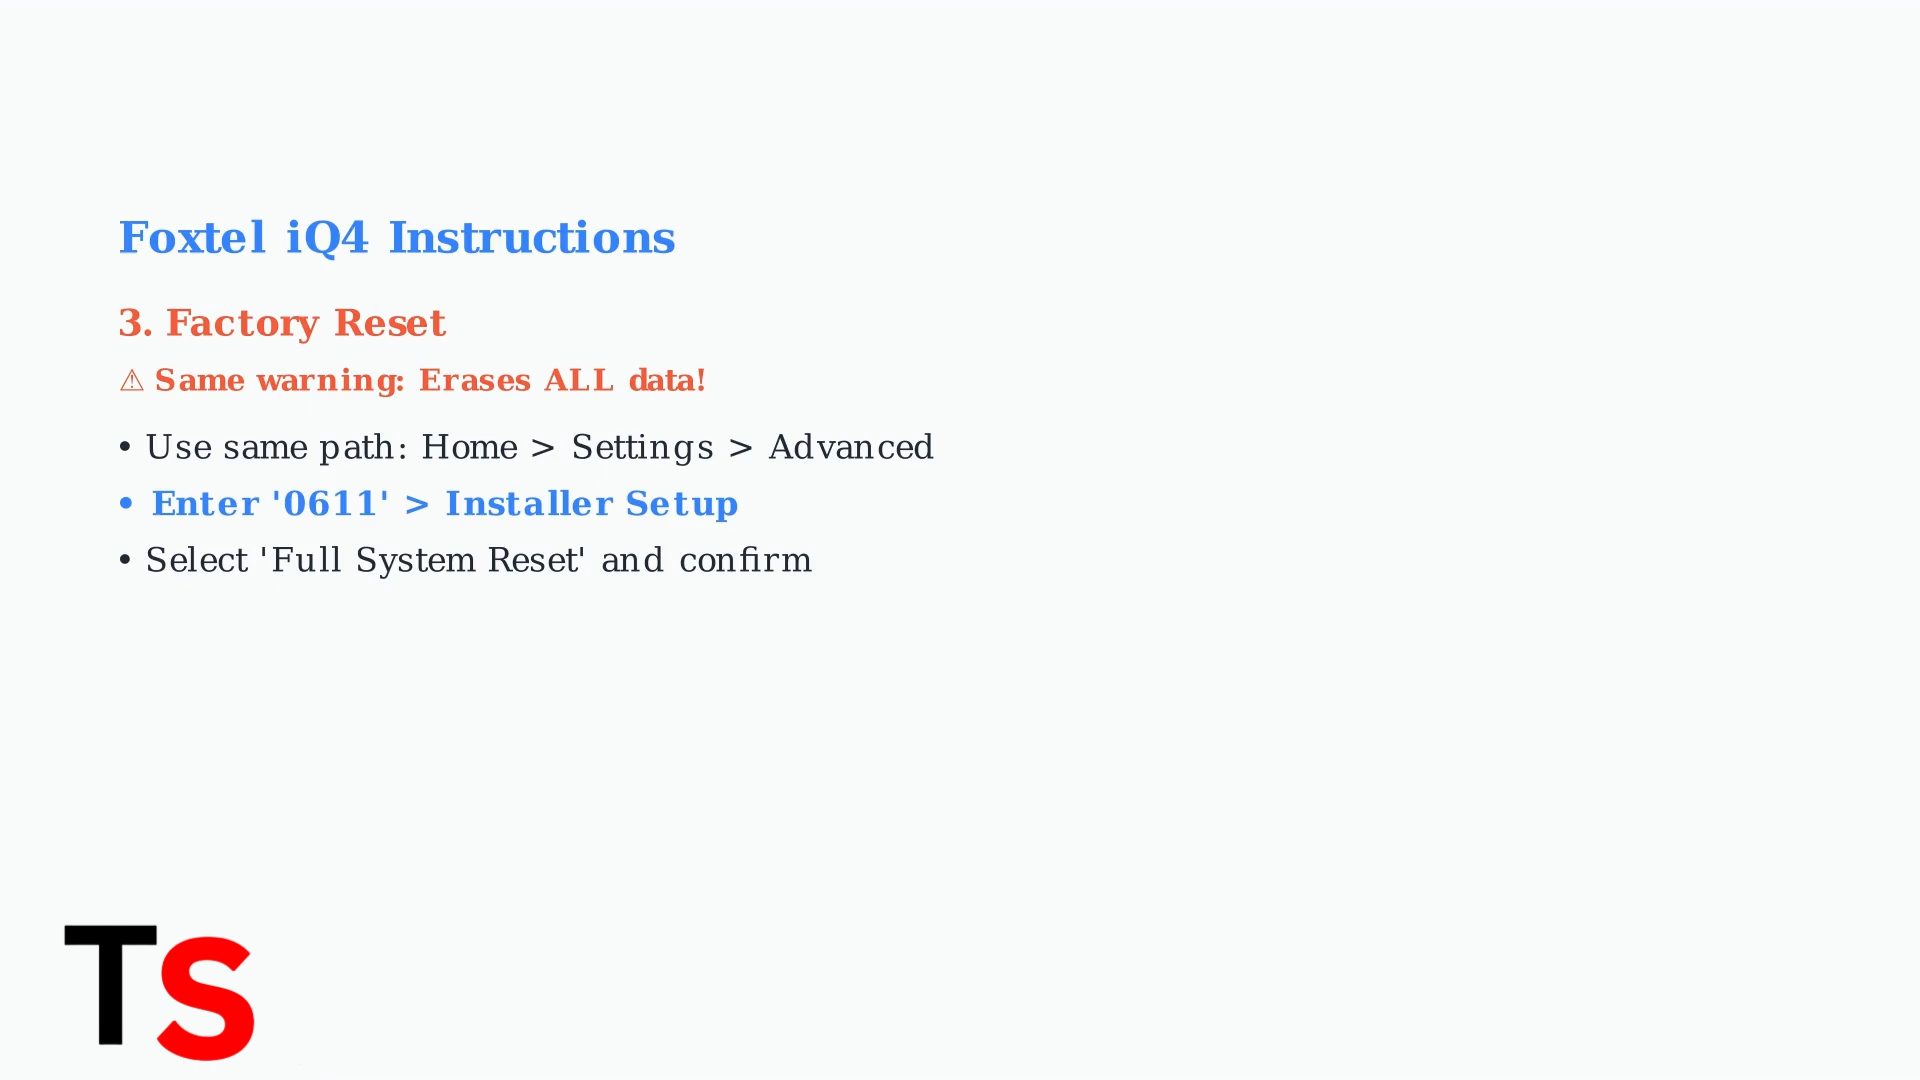 Foxtel iQ4 Instructions
3. Factory Reset
⚠ Same warning: Erases ALL data!
• Use same path: Home > Settings > Advanced
• Enter '0611' > Installer Setup
• Select 'Full System Reset' and confirm
TS